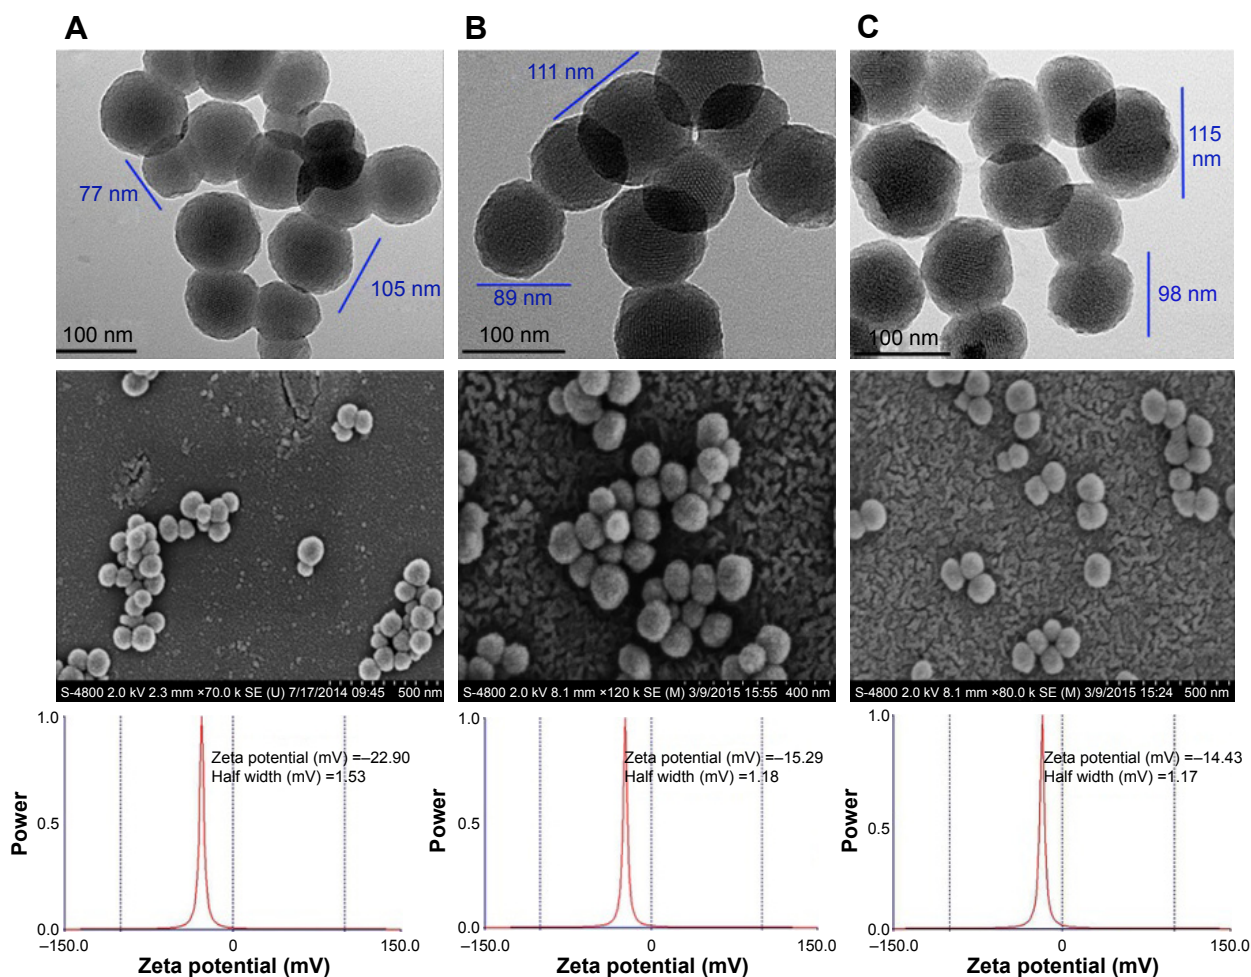 A
B
C
77 nm
105 nm
100 nm
111 nm
89 nm
100 nm
115
nm
98 nm
100 nm
S-4800 2.0 kV 2.3 mm ×70.0 k SE (U) 7/17/2014 09:45 500 nm
S-4800 2.0 kV 8.1 mm ×120 k SE (M) 3/9/2015 15:55 400 nm
S-4800 2.0 kV 8.1 mm ×80.0 k SE (M) 3/9/2015 15:24 500 nm
Power
1.0
0.5
0.0
–150.0
0
150.0
Zeta potential (mV) =–22.90
Half width (mV) =1.53
Zeta potential (mV)
Power
1.0
0.5
0.0
–150.0
0
150.0
Zeta potential (mV) =–15.29
Half width (mV) =1.18
Zeta potential (mV)
Power
1.0
0.5
0.0
–150.0
0
150.0
Zeta potential (mV) =–14.43
Half width (mV) =1.17
Zeta potential (mV)